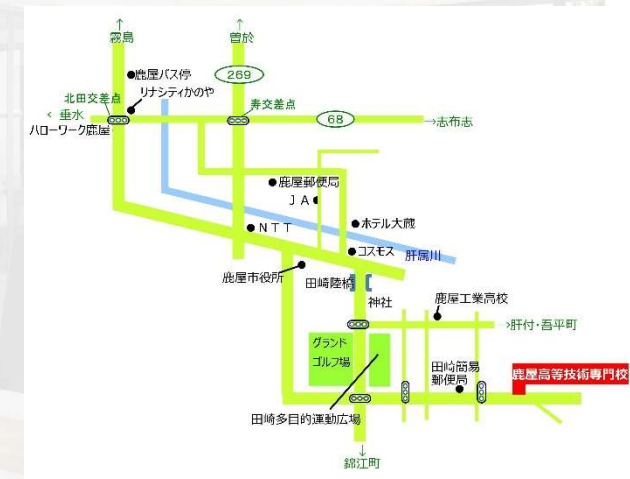 ↑
霧島
↑
曽於
鹿屋バス停
269
北田交差点
リナシティかのや
< 垂水
寿交差点
68
→志布志
ハローワーク鹿屋
鹿屋郵便局
JA
ホテル大蔵
NTT
コスモス
肝属川
鹿屋市役所
田崎陸橋
神社
鹿屋工業高校
→肝付・吾平町
グランド
ゴルフ場
田崎簡易
郵便局
鹿屋高等技術専門校
田崎多目的運動広場
↓
錦江町